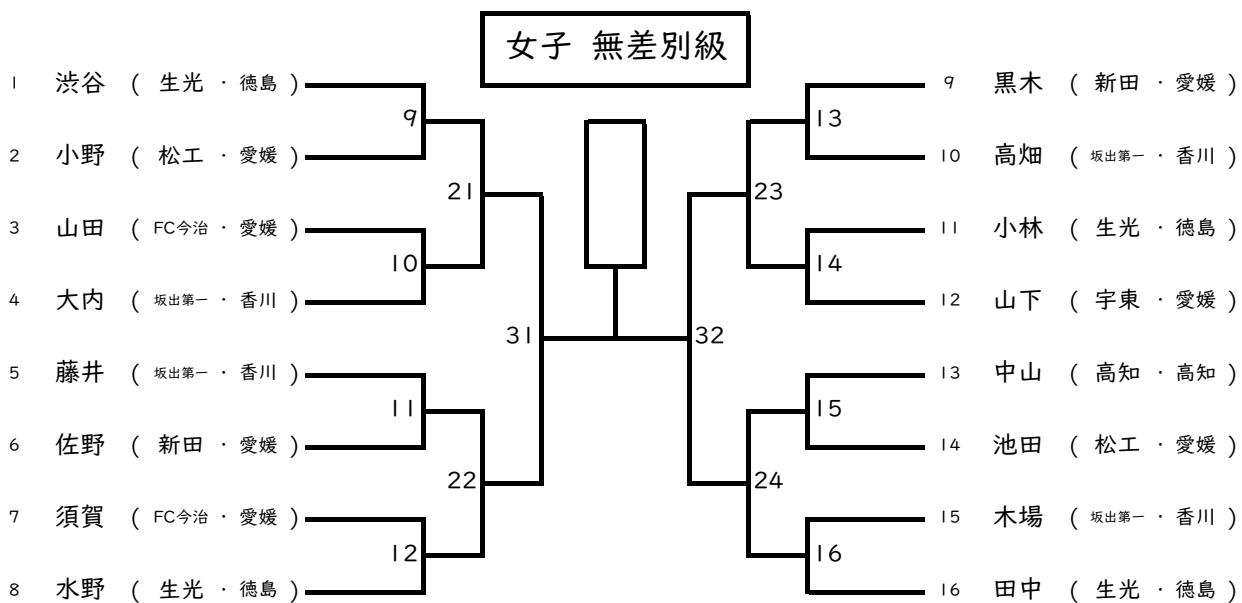 女子 無差別級
1 渋谷 ( 生光 ・ 徳島 )
9
2 小野 ( 松工 ・ 愛媛 )
21
3 山田 ( FC今治 ・ 愛媛 )
10
4 大内 ( 坂出第一 ・ 香川 )
31
5 藤井 ( 坂出第一 ・ 香川 )
11
6 佐野 ( 新田 ・ 愛媛 )
22
7 須賀 ( FC今治 ・ 愛媛 )
12
8 水野 ( 生光 ・ 徳島 )
9 黒木 ( 新田 ・ 愛媛 )
13
10 高畑 ( 坂出第一 ・ 香川 )
23
11 小林 ( 生光 ・ 徳島 )
14
12 山下 ( 宇東 ・ 愛媛 )
32
13 中山 ( 高知 ・ 高知 )
15
14 池田 ( 松工 ・ 愛媛 )
24
15 木場 ( 坂出第一 ・ 香川 )
16
16 田中 ( 生光 ・ 徳島 )